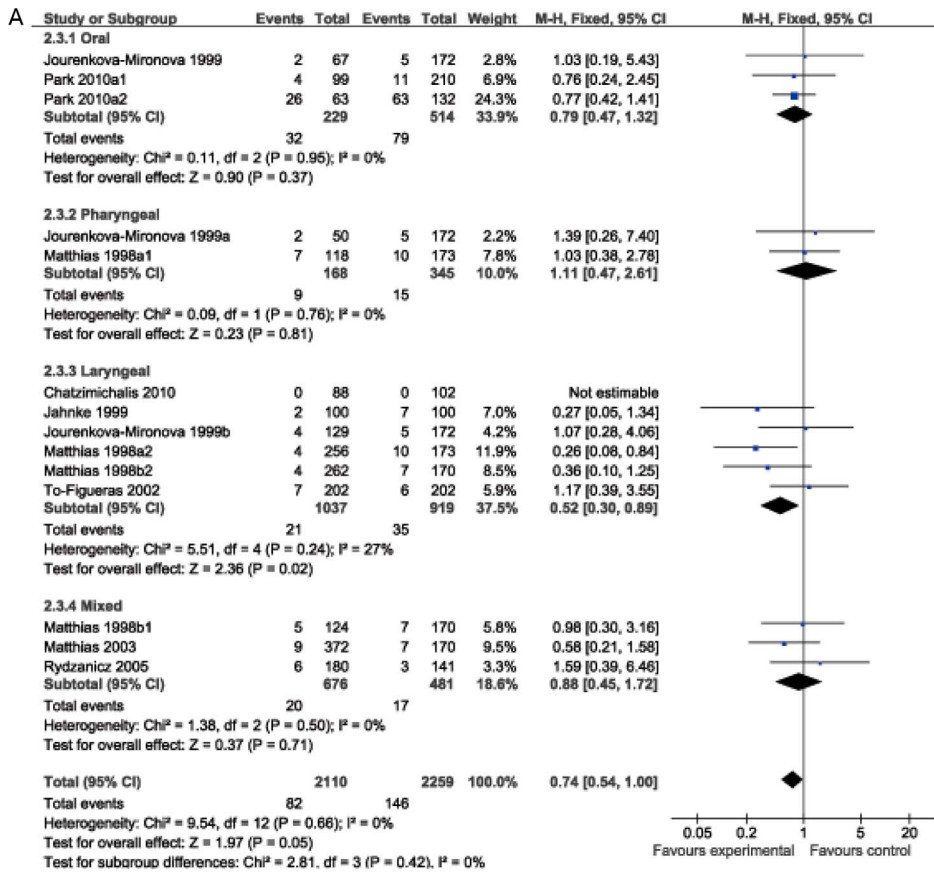 A
Study or Subgroup Events Total Events Total Weight M-H, Fixed, 95% CI M-H, Fixed, 95% CI
2.3.1 Oral
Jourenkova-Mironova 1999 2 67 5 172 2.8% 1.03 [0.19, 5.43]
Park 2010a1 4 99 11 210 6.9% 0.76 [0.24, 2.45]
Park 2010a2 26 63 63 132 24.3% 0.77 [0.42, 1.41]
Subtotal (95% CI) 229 514 33.9% 0.79 [0.47, 1.32]
Total events 32 79
Heterogeneity: Chi² = 0.11, df = 2 (P = 0.95); I² = 0%
Test for overall effect: Z = 0.90 (P = 0.37)
2.3.2 Pharyngeal
Jourenkova-Mironova 1999a 2 50 5 172 2.2% 1.39 [0.26, 7.40]
Matthias 1998a1 7 118 10 173 7.8% 1.03 [0.38, 2.78]
Subtotal (95% CI) 168 345 10.0% 1.11 [0.47, 2.61]
Total events 9 15
Heterogeneity: Chi² = 0.09, df = 1 (P = 0.76); I² = 0%
Test for overall effect: Z = 0.23 (P = 0.81)
2.3.3 Laryngeal
Chatzimichalis 2010 0 88 0 102 Not estimable
Jahnke 1999 2 100 7 100 7.0% 0.27 [0.05, 1.34]
Jourenkova-Mironova 1999b 4 129 5 172 4.2% 1.07 [0.28, 4.06]
Matthias 1998a2 4 256 10 173 11.9% 0.26 [0.08, 0.84]
Matthias 1998b2 4 262 7 170 8.5% 0.36 [0.10, 1.25]
To-Figueras 2002 7 202 6 202 5.9% 1.17 [0.39, 3.55]
Subtotal (95% CI) 1037 919 37.5% 0.52 [0.30, 0.89]
Total events 21 35
Heterogeneity: Chi² = 5.51, df = 4 (P = 0.24); I² = 27%
Test for overall effect: Z = 2.36 (P = 0.02)
2.3.4 Mixed
Matthias 1998b1 5 124 7 170 5.8% 0.98 [0.30, 3.16]
Matthias 2003 9 372 7 170 9.5% 0.58 [0.21, 1.58]
Rydzanicz 2005 6 180 3 141 3.3% 1.59 [0.39, 6.46]
Subtotal (95% CI) 676 481 18.6% 0.88 [0.45, 1.72]
Total events 20 17
Heterogeneity: Chi² = 1.38, df = 2 (P = 0.50); I² = 0%
Test for overall effect: Z = 0.37 (P = 0.71)
Total (95% CI) 2110 2259 100.0% 0.74 [0.54, 1.00]
Total events 82 146
Heterogeneity: Chi² = 9.54, df = 12 (P = 0.66); I² = 0%
Test for overall effect: Z = 1.97 (P = 0.05)
Test for subgroup differences: Chi² = 2.81, df = 3 (P = 0.42), I² = 0%
0.05 0.2 1 5 20
Favours experimental Favours control